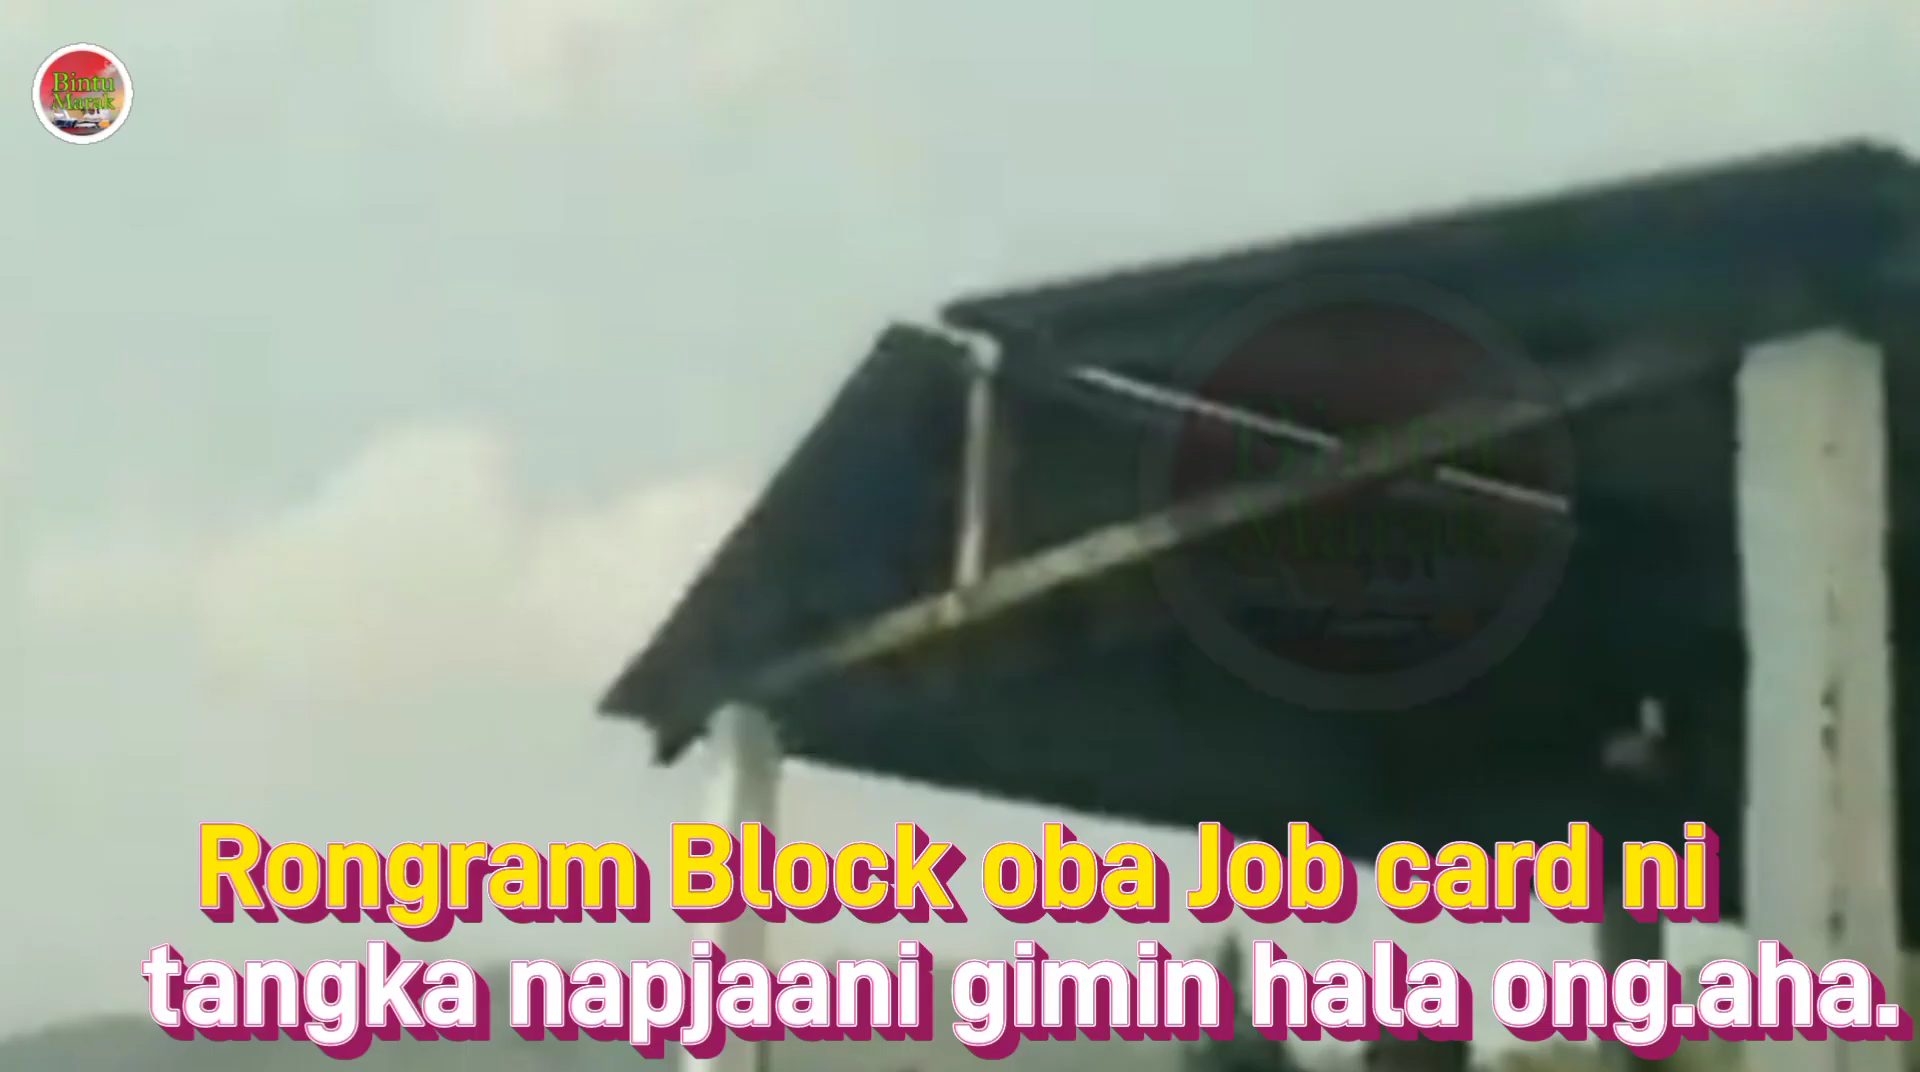 Bintu
Marak
Rongram Block oba Job card ni
tangka napjaani gimin hala ong.aha.